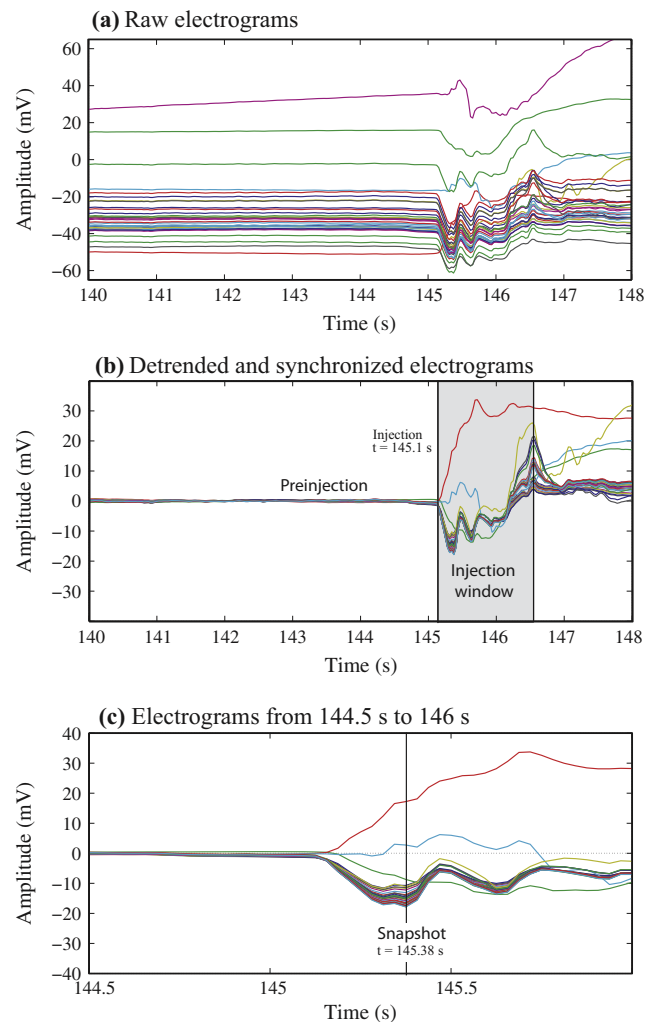 (a) Raw electrograms
60
40
20
0
−20
−40
−60
Amplitude (mV)
140 141 142 143 144 145 146 147 148
Time (s)
(b) Detrended and synchronized electrograms
30
20
10
0
−10
−20
−30
Amplitude (mV)
Injection
t = 145.1 s
Preinjection
Injection
window
140 141 142 143 144 145 146 147 148
Time (s)
(c) Electrograms from 144.5 s to 146 s
40
30
20
10
0
−10
−20
−30
−40
Amplitude (mV)
Snapshot
t = 145.38 s
144.5 145 145.5
Time (s)